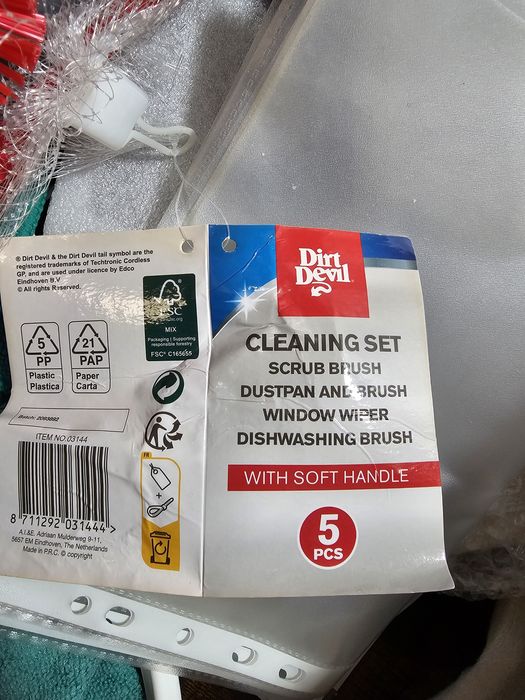 ® Dirt Devil & the Dirt Devil tail symbol are the
registered trademarks of Techtronic Cordless
GP, and are used under licence by Edco
Eindhoven B.V
© All rights Reserved.
FSC
MIX
Packaging | Supporting
responsible forestry
FSC® C165655
5
PP
Plastic
Plastica
21
PAP
Paper
Carta
Batch: 2093692
ITEM NO.03144
8 711292 031444 >
A.I.&E. Adriaan Mulderweg 9-11,
5657 EM Eindhoven, The Netherlands
Made in P.R.C. © copyright
FR
+
Dirt
Devil®
CLEANING SET
SCRUB BRUSH
DUSTPAN AND BRUSH
WINDOW WIPER
DISHWASHING BRUSH
WITH SOFT HANDLE
5
PCS